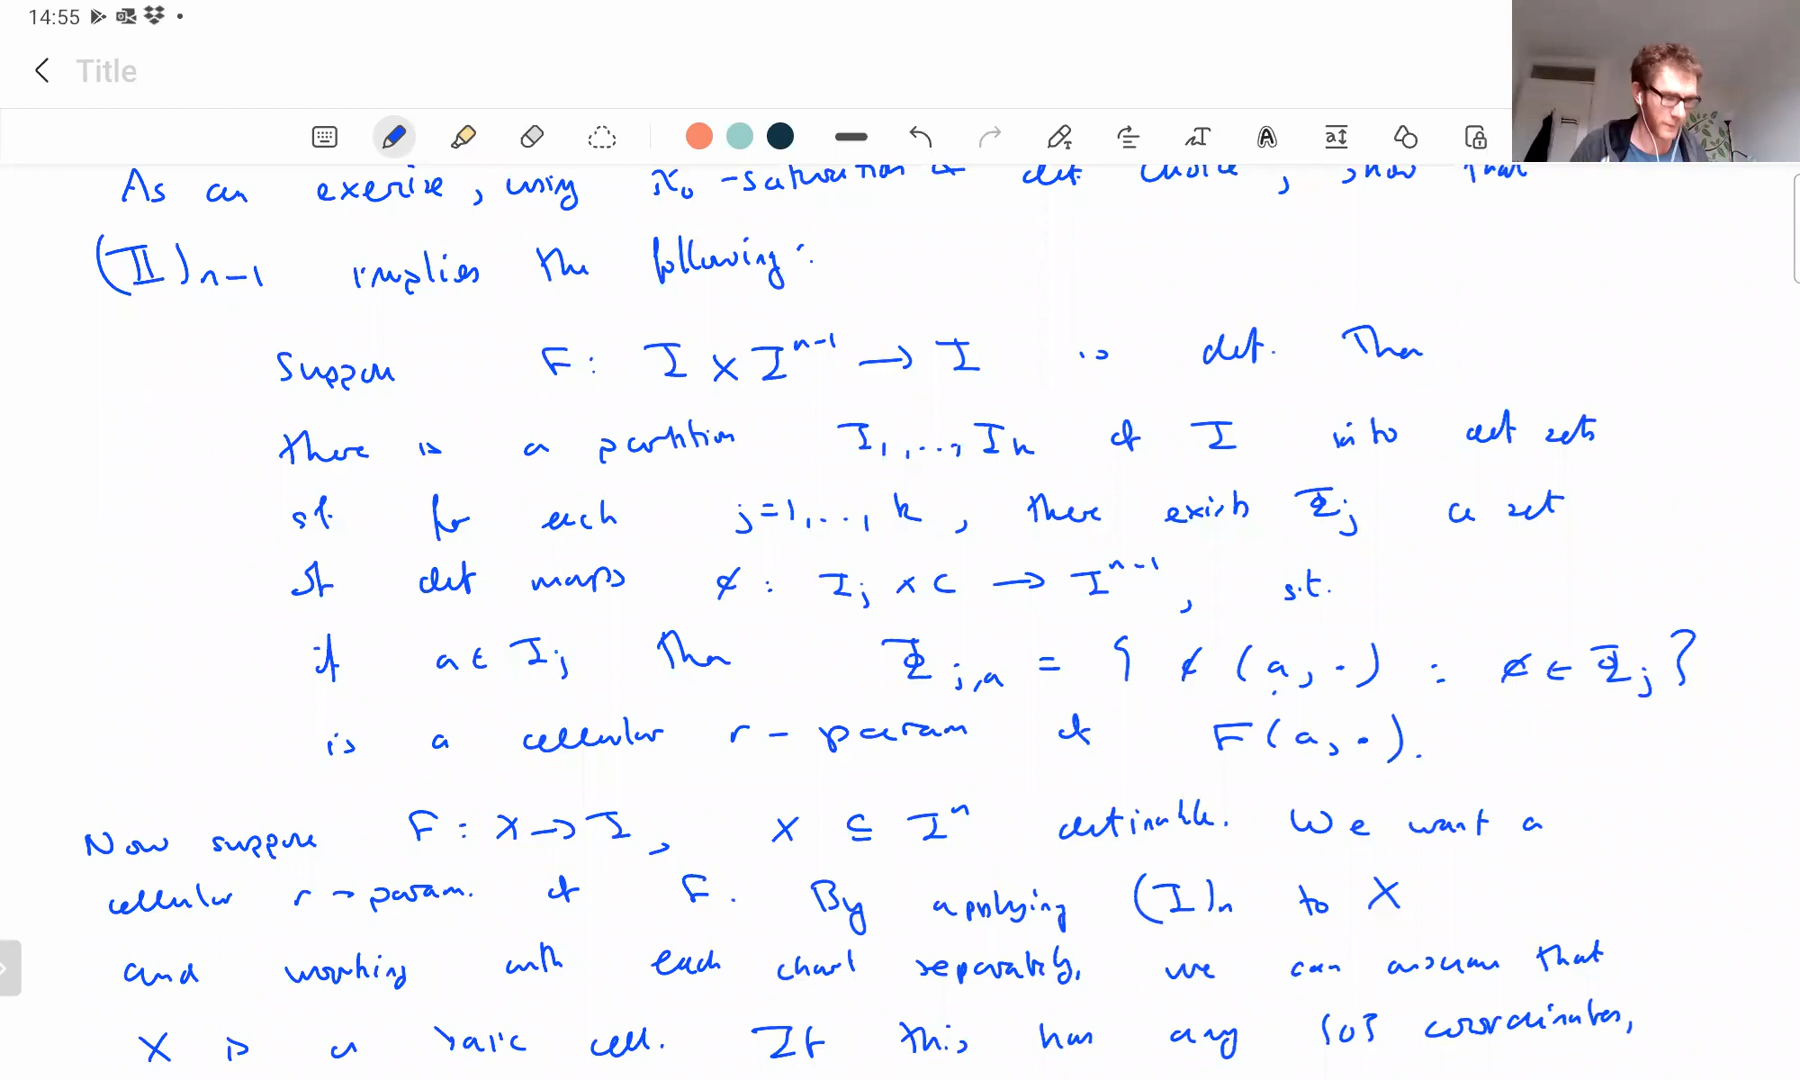 14:55
Title
As an exercise, using ℵ₀-saturation & def. choice, show that
(II)ₙ₋₁ implies the following:
Suppose F: I × Iⁿ⁻¹ → I is def. Then
there is a partition I₁,...,Iₖ of I into def sets
s.t. for each j=1,...,k, there exists Φⱼ a set
of def maps φ: Iⱼ × C → Iⁿ⁻¹, s.t.
if a ∈ Iⱼ then Φⱼ,ₐ = { φ(a, ·) : φ ∈ Φⱼ }
is a cellular r-param of F(a, ·).
Now suppose F: X → I, X ⊆ Iⁿ definable. We want a
cellular r-param. of F. By applying (I)ₙ to X
and working with each chart separately, we can assume that
X is a basic cell. If this has any {0} coordinates,